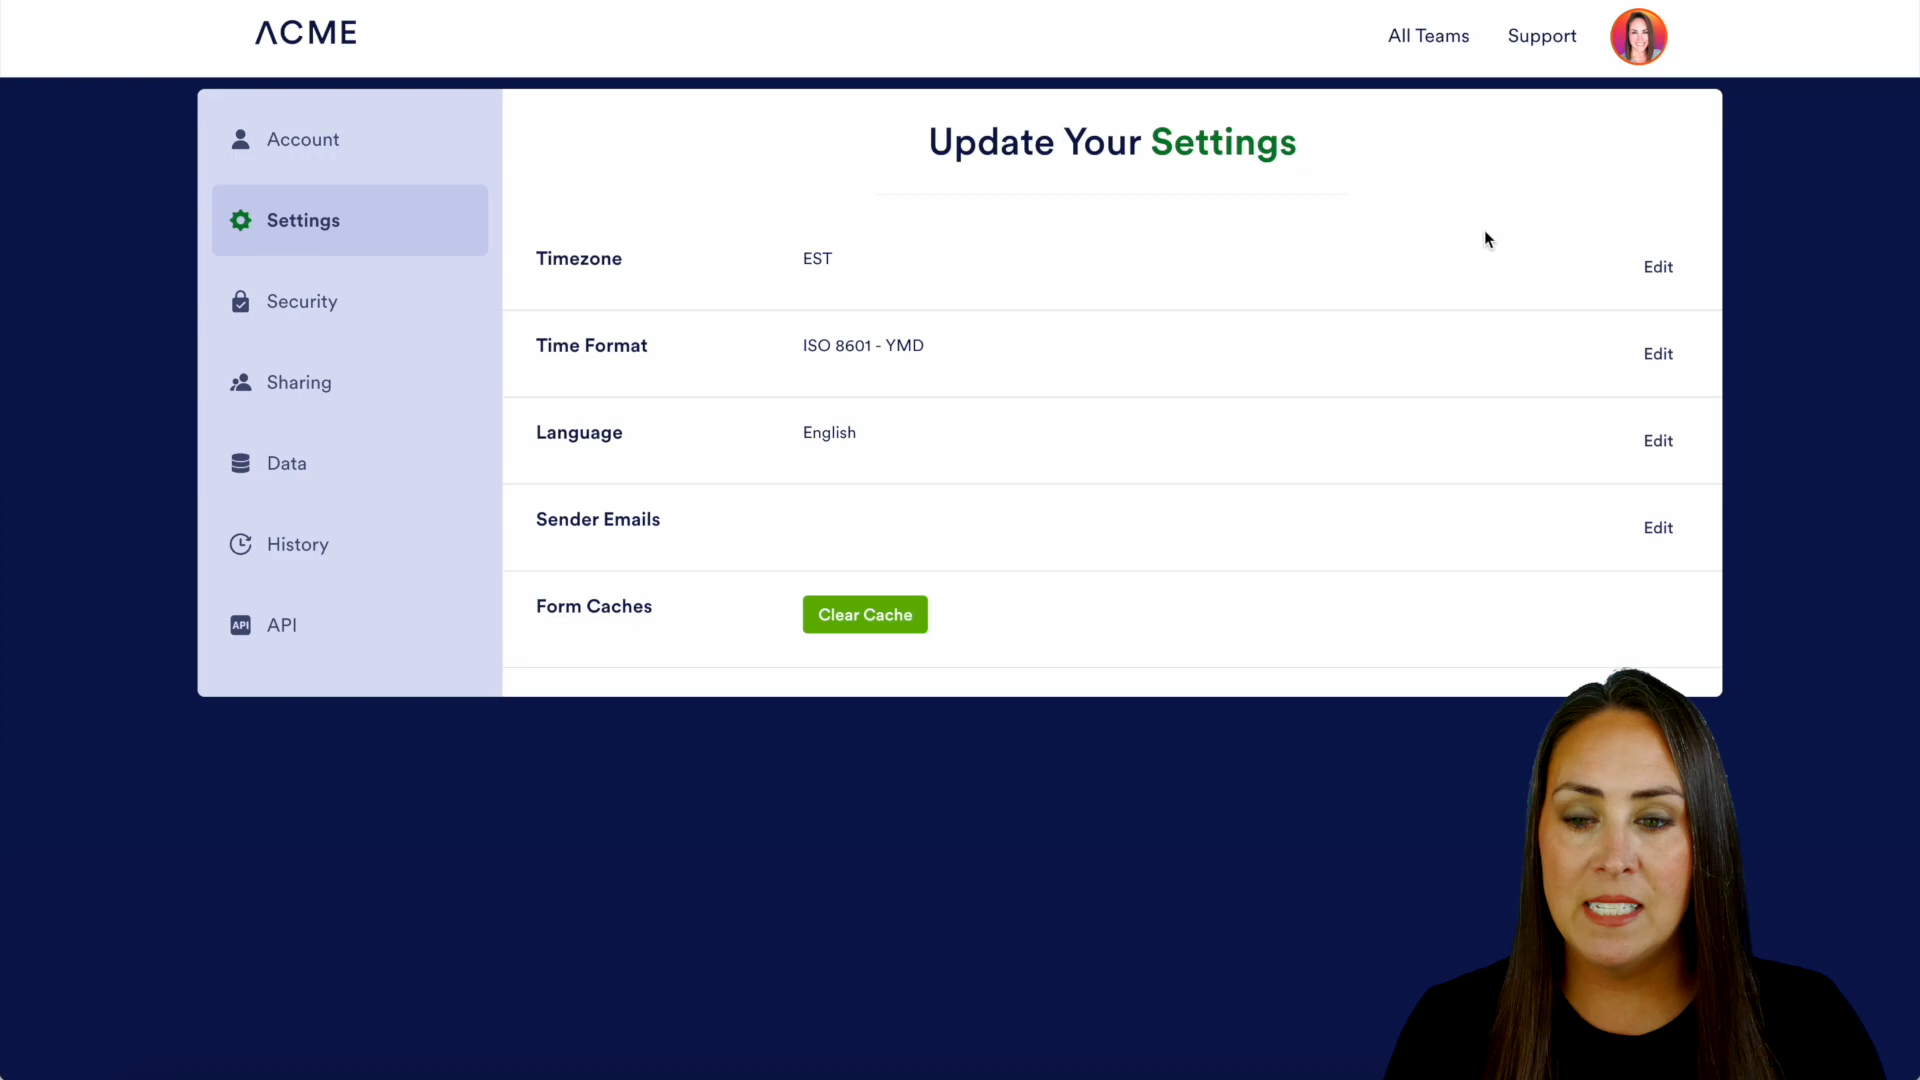 ACME
All Teams
Support
Account
Settings
Security
Sharing
Data
History
API
API
Update Your Settings
Timezone
EST
Edit
Time Format
ISO 8601 - YMD
Edit
Language
English
Edit
Sender Emails
Edit
Form Caches
Clear Cache